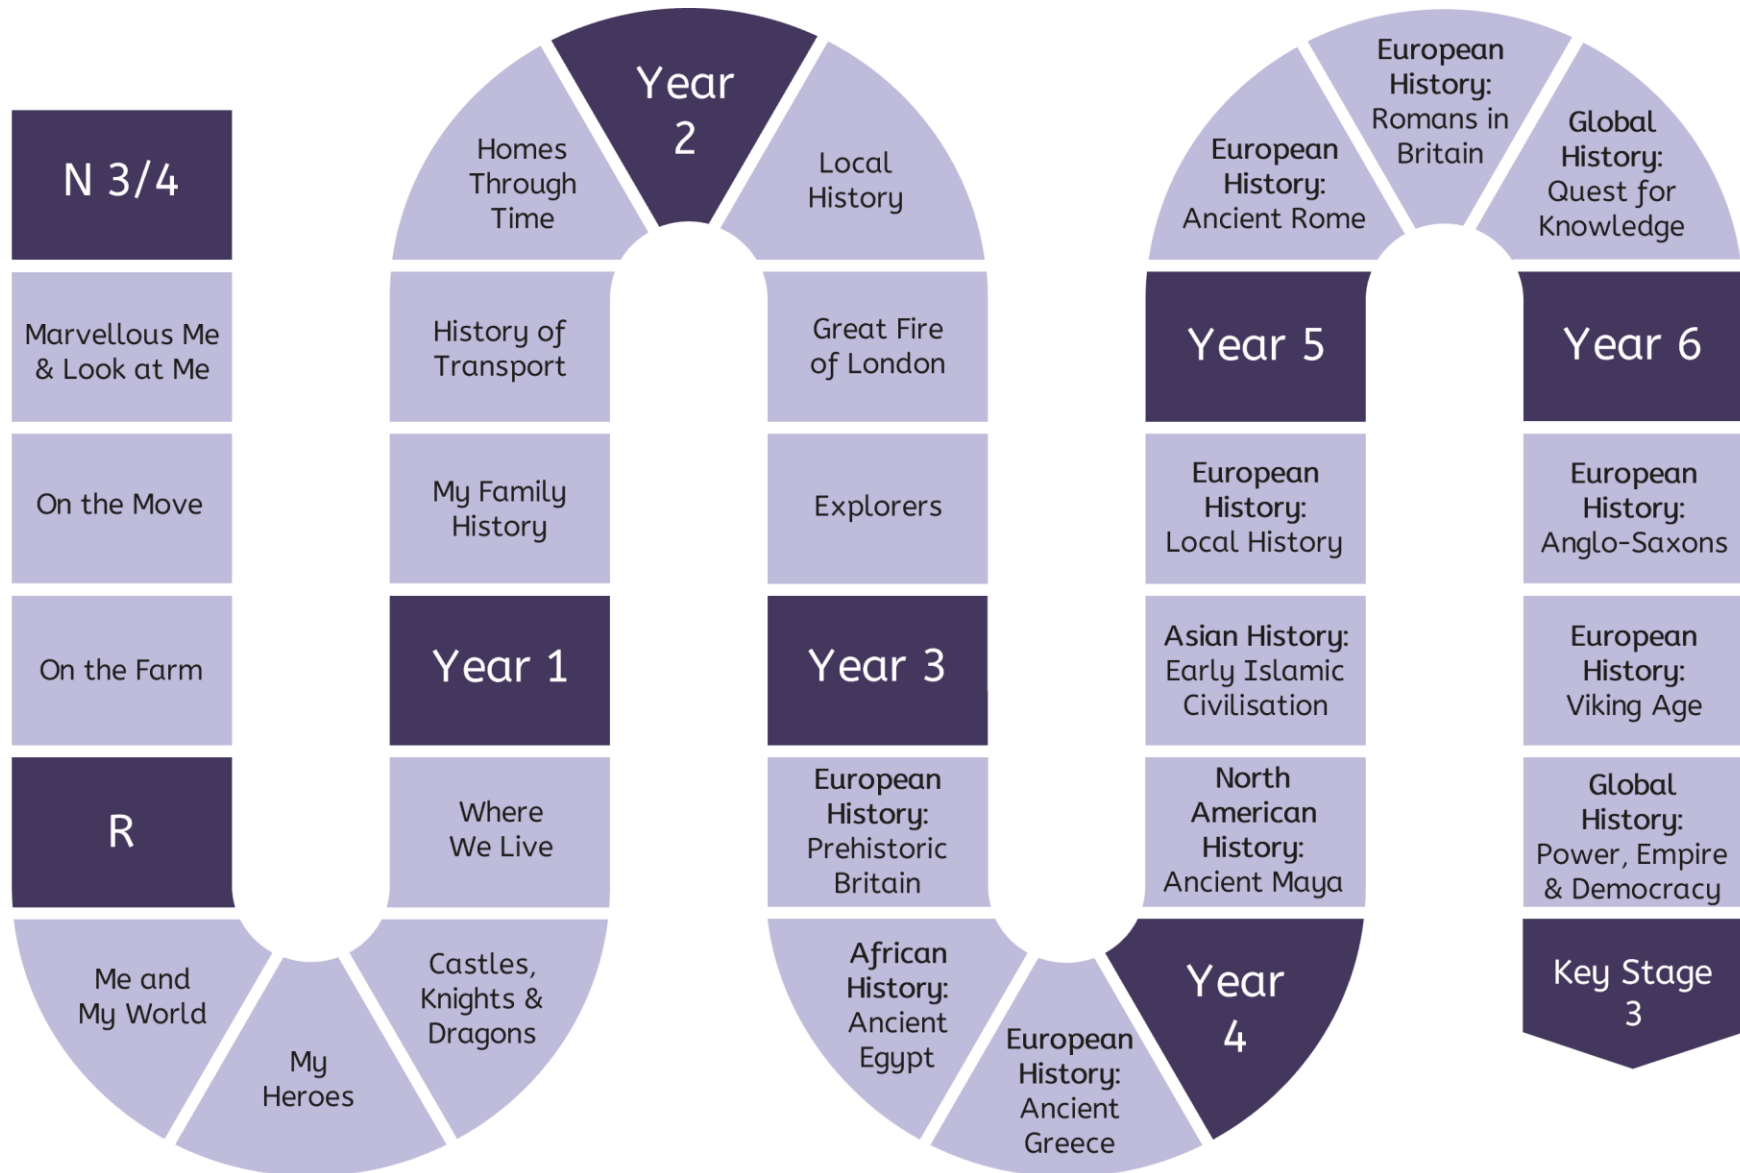 N 3/4
Marvellous Me
& Look at Me
On the Move
On the Farm
R
Me and
My World
My
Heroes
Castles,
Knights &
Dragons
Where
We Live
Year 1
My Family
History
History of
Transport
Homes
Through
Time
Year
2
Local
History
Great Fire
of London
Explorers
Year 3
European
History:
Prehistoric
Britain
African
History:
Ancient
Egypt
European
History:
Ancient
Greece
Year
4
North
American
History:
Ancient Maya
Asian History:
Early Islamic
Civilisation
European
History:
Local History
Year 5
European
History:
Ancient Rome
European
History:
Romans in
Britain
Global
History:
Quest for
Knowledge
Year 6
European
History:
Anglo-Saxons
European
History:
Viking Age
Global
History:
Power, Empire
& Democracy
Key Stage
3